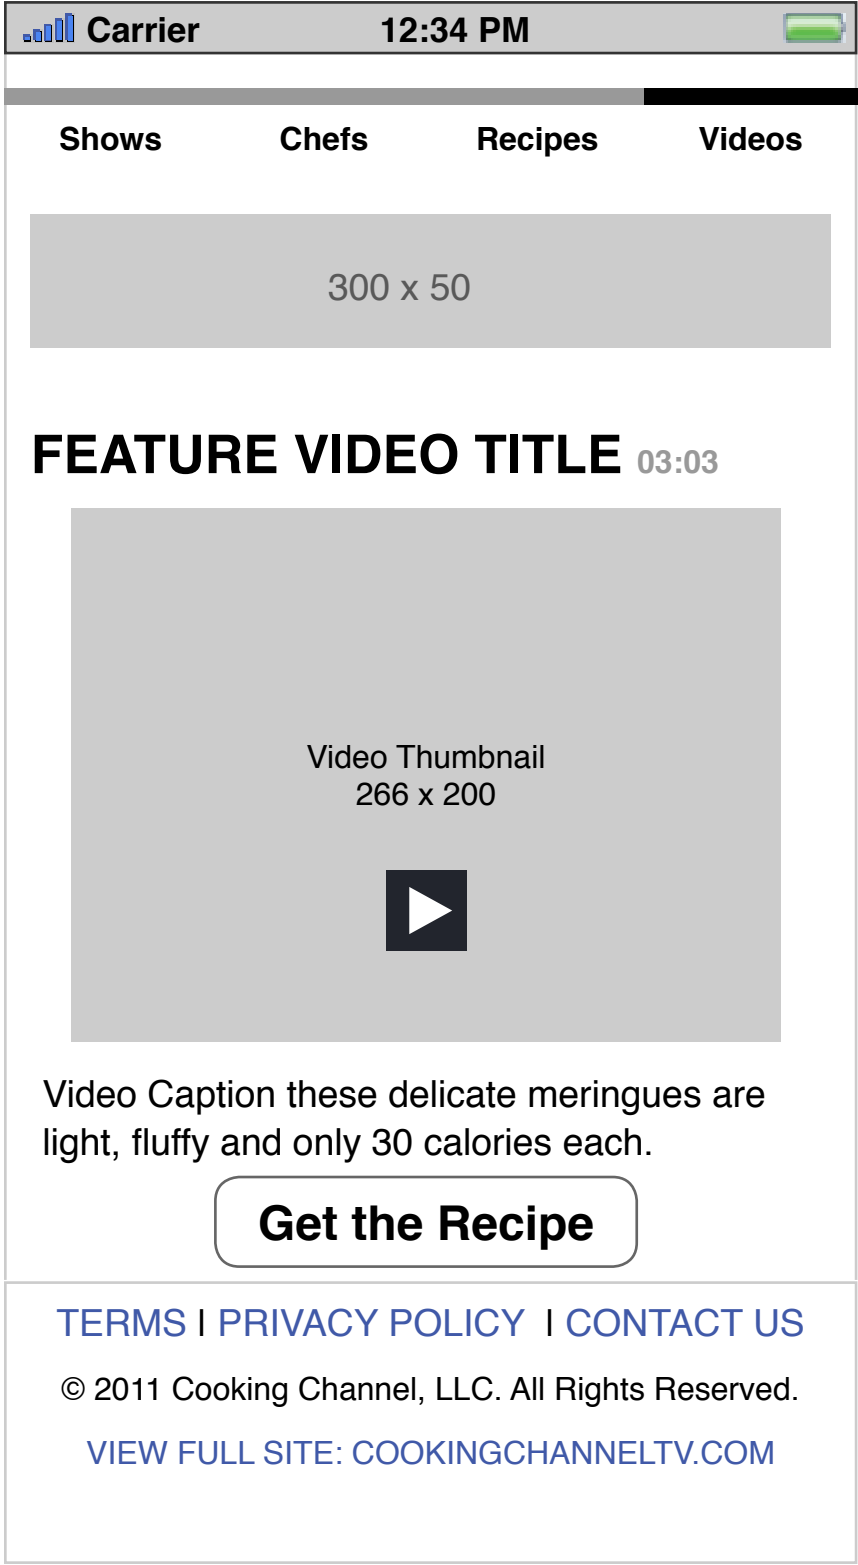 Carrier 12:34 PM
Shows Chefs Recipes Videos
300 x 50
FEATURE VIDEO TITLE 03:03
Video Thumbnail
266 x 200
Video Caption these delicate meringues are
light, fluffy and only 30 calories each.
Get the Recipe
TERMS | PRIVACY POLICY | CONTACT US
© 2011 Cooking Channel, LLC. All Rights Reserved.
VIEW FULL SITE: COOKINGCHANNELTV.COM